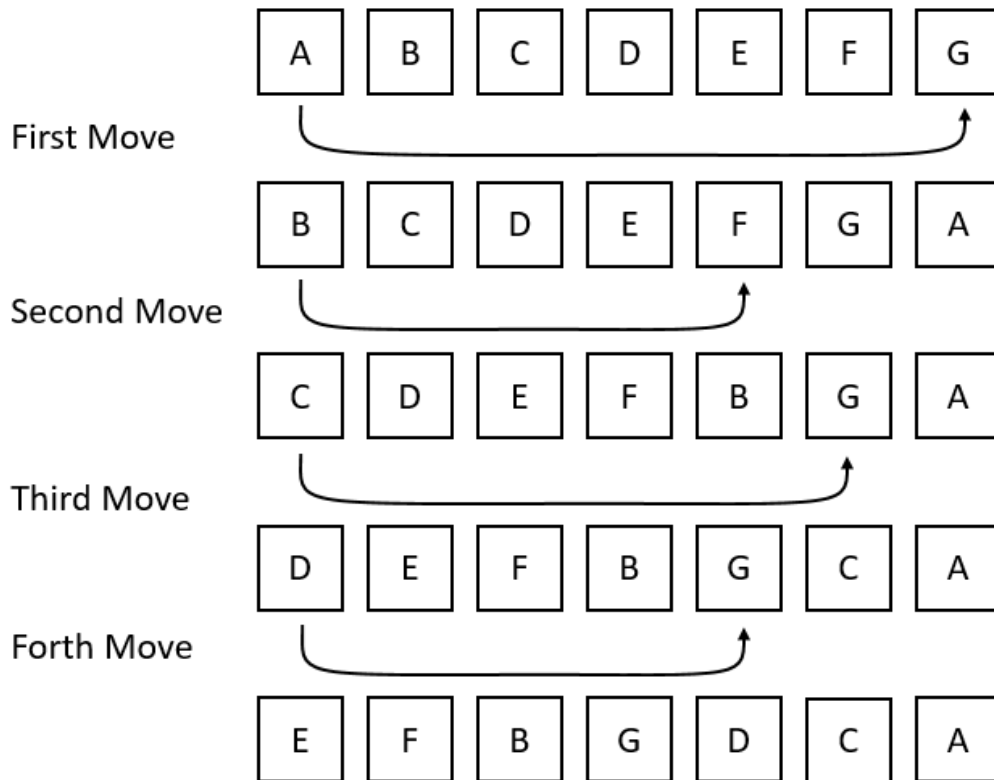 A B C D E F G
First Move
B C D E F G A
Second Move
C D E F B G A
Third Move
D E F B G C A
Forth Move
E F B G D C A